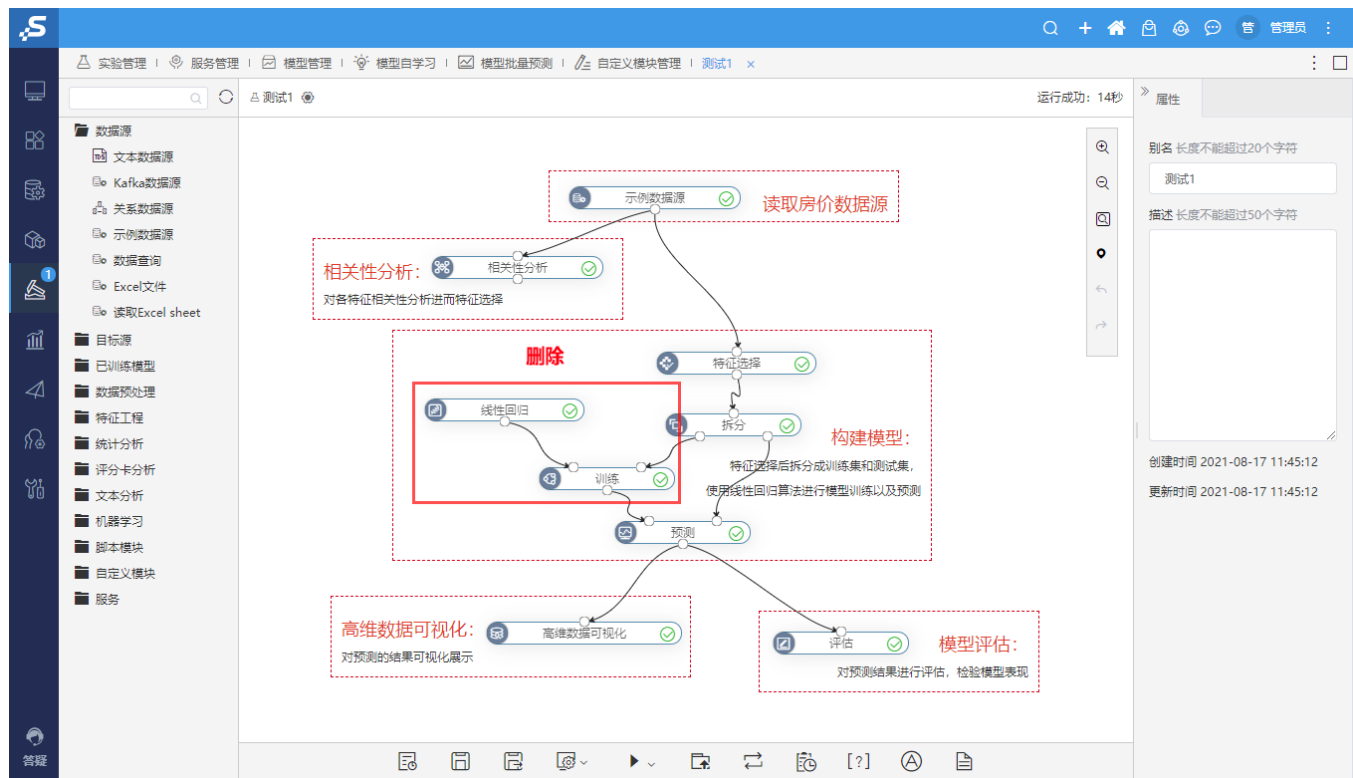 管 管理员
实验管理 服务管理 模型管理 模型自学习 模型批量预测 自定义模块管理 测试1 ×
测试1
运行成功：14秒
属性
数据源
文本数据源
Kafka数据源
关系数据源
示例数据源
数据查询
Excel文件
读取Excel sheet
目标源
已训练模型
数据预处理
特征工程
统计分析
评分卡分析
文本分析
机器学习
脚本模块
自定义模块
服务
1
答疑
示例数据源
读取房价数据源
相关性分析：
相关性分析
对各特征相关性分析进而特征选择
删除
特征选择
线性回归
拆分
构建模型：
特征选择后拆分成训练集和测试集，
训练
使用线性回归算法进行模型训练以及预测
预测
高维数据可视化：
高维数据可视化
对预测的结果可视化展示
评估
模型评估：
对预测结果进行评估，检验模型表现
别名 长度不能超过20个字符
测试1
描述 长度不能超过50个字符
创建时间 2021-08-17 11:45:12
更新时间 2021-08-17 11:45:12
[?]